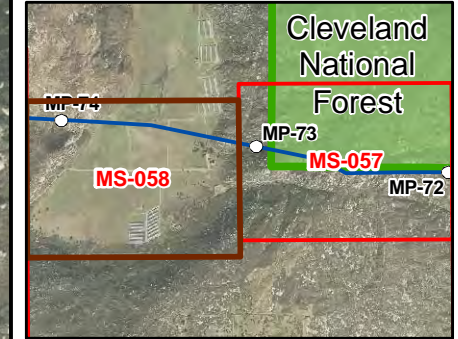 Cleveland
National
Forest
MP-74
MP-73
MS-057
MS-058
MP-72